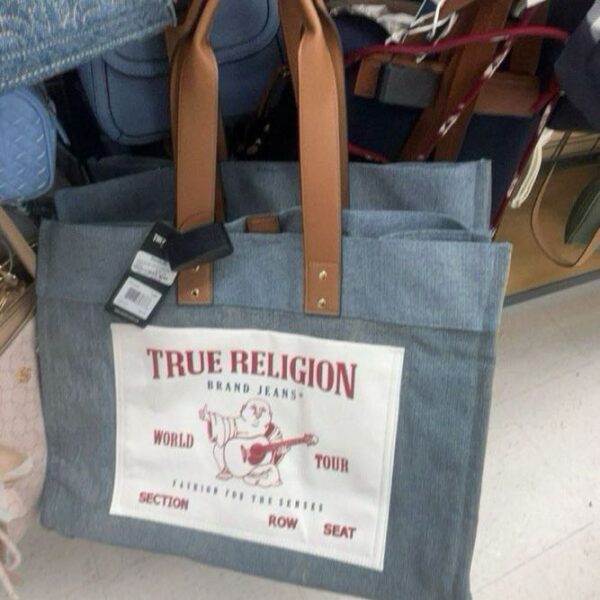 TRUE RELIGION
BRAND JEANS®
WORLD
TOUR
FASHION FOR THE SENSES
SECTION
ROW
SEAT